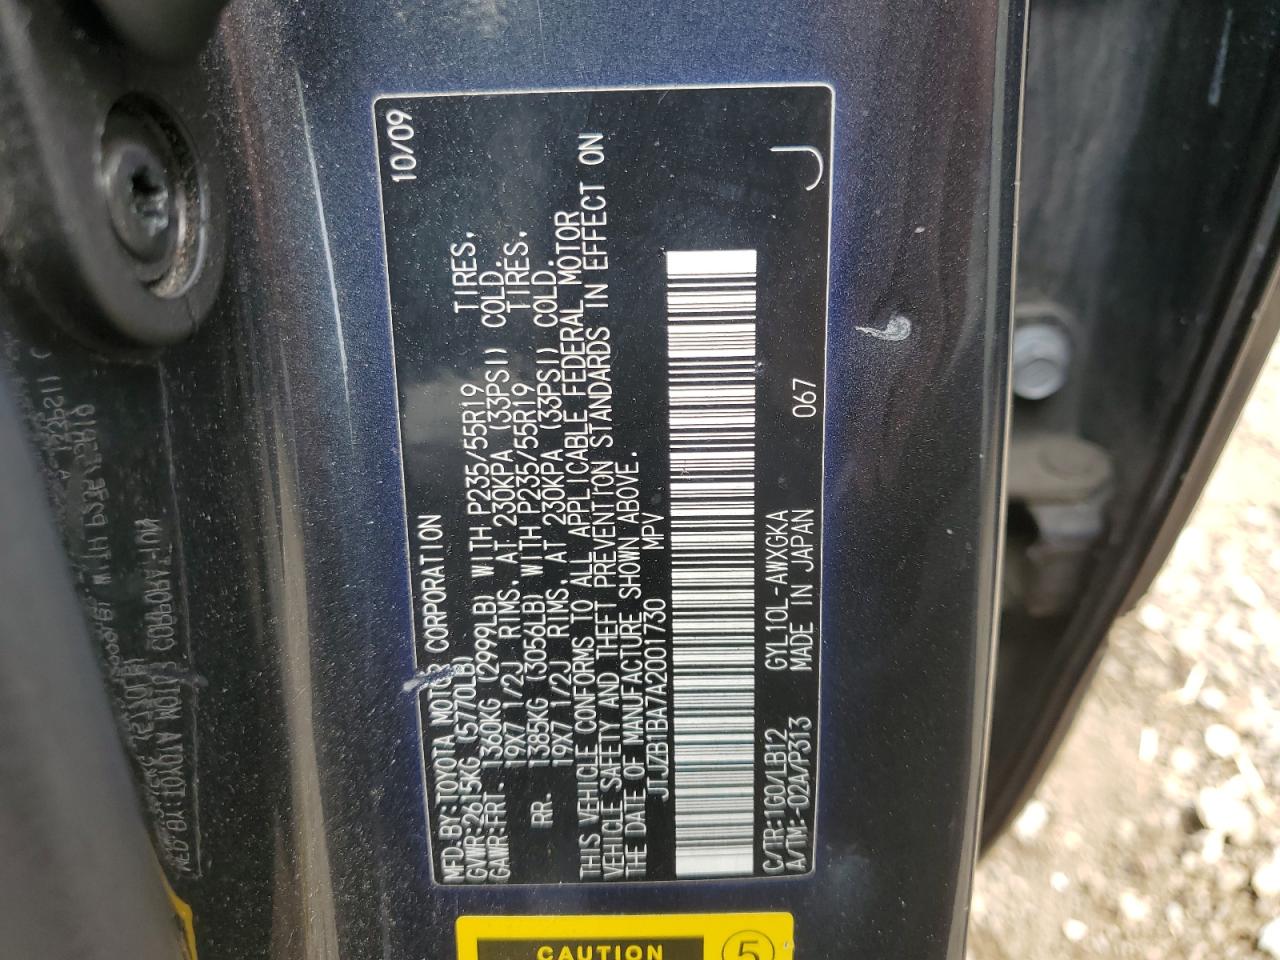 MFD.BY:TOYOTA MOTOR CORPORATION 10/09
GVWR:2615KG (5770LB)
GAWR:FRT. 1360KG (2999LB) WITH P235/55R19 TIRES,
19X7 1/2J RIMS, AT 230KPA (33PSI) COLD.
RR. 1385KG (3056LB) WITH P235/55R19 TIRES.
19X7 1/2J RIMS, AT 230KPA (33PSI) COLD.
THIS VEHICLE CONFORMS TO ALL APPLICABLE FEDERAL MOTOR
VEHICLE SAFETY AND THEFT PREVENTION STANDARDS IN EFFECT ON
THE DATE OF MANUFACTURE SHOWN ABOVE.
JTJZB1BA7A2001730 MPV
C/TR:1G0/LB12 GYL10L-AWXGKA
A/TM:-02A/P313 MADE IN JAPAN 067 J
CAUTION 5